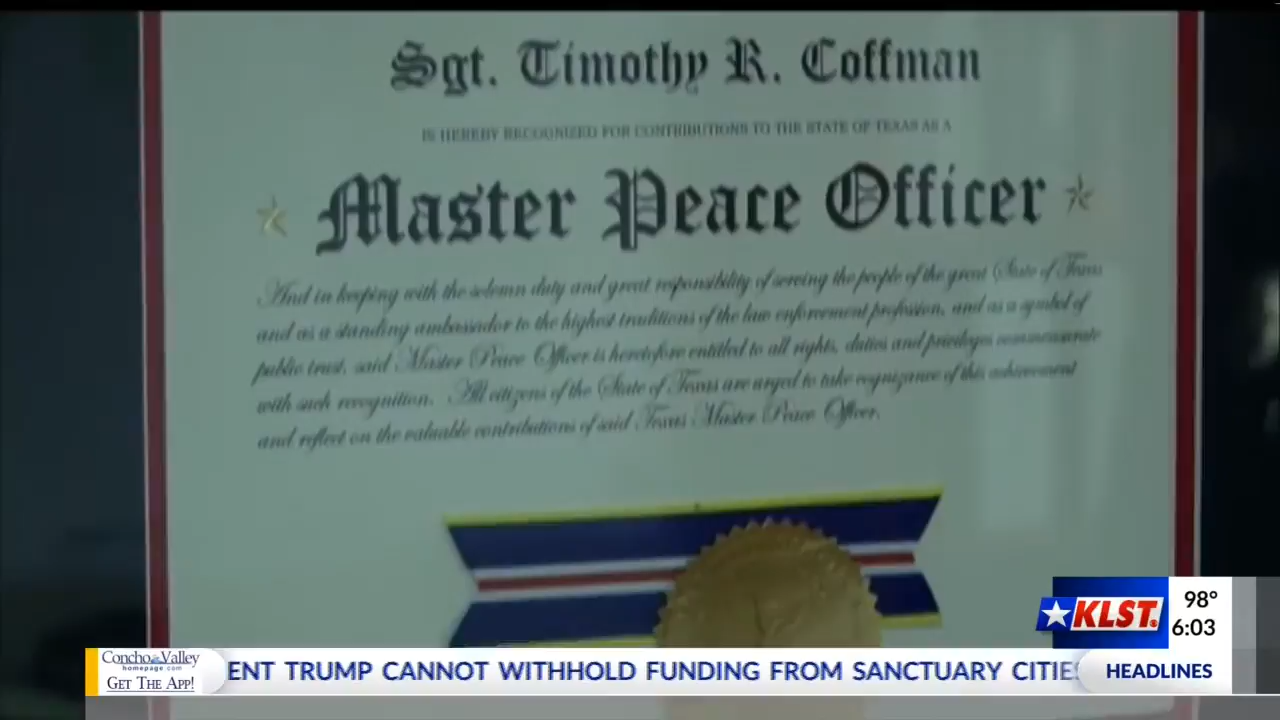 Sgt. Timothy R. Coffman
IS HEREBY RECOGNIZED FOR CONTRIBUTIONS TO THE STATE OF TEXAS AS A
Master Peace Officer
And in keeping with the solemn duty and great reponsibility of serving the people of the great State of Texas
and as a standing ambassador to the highest traditions of the law enforcement profession, and as a symbol of
public trust, said Master Peace Officer is heretofore entitled to all rights, duties and privileges commensurate
with such recognition. All citizens of the State of Texas are urged to take cognizance of this achievement
and reflect on the valuable contributions of said Texas Master Peace Officer.
KLST.
98°
6:03
Concho Valley
homepage.com
GET THE APP!
ENT TRUMP CANNOT WITHHOLD FUNDING FROM SANCTUARY CITIES
HEADLINES